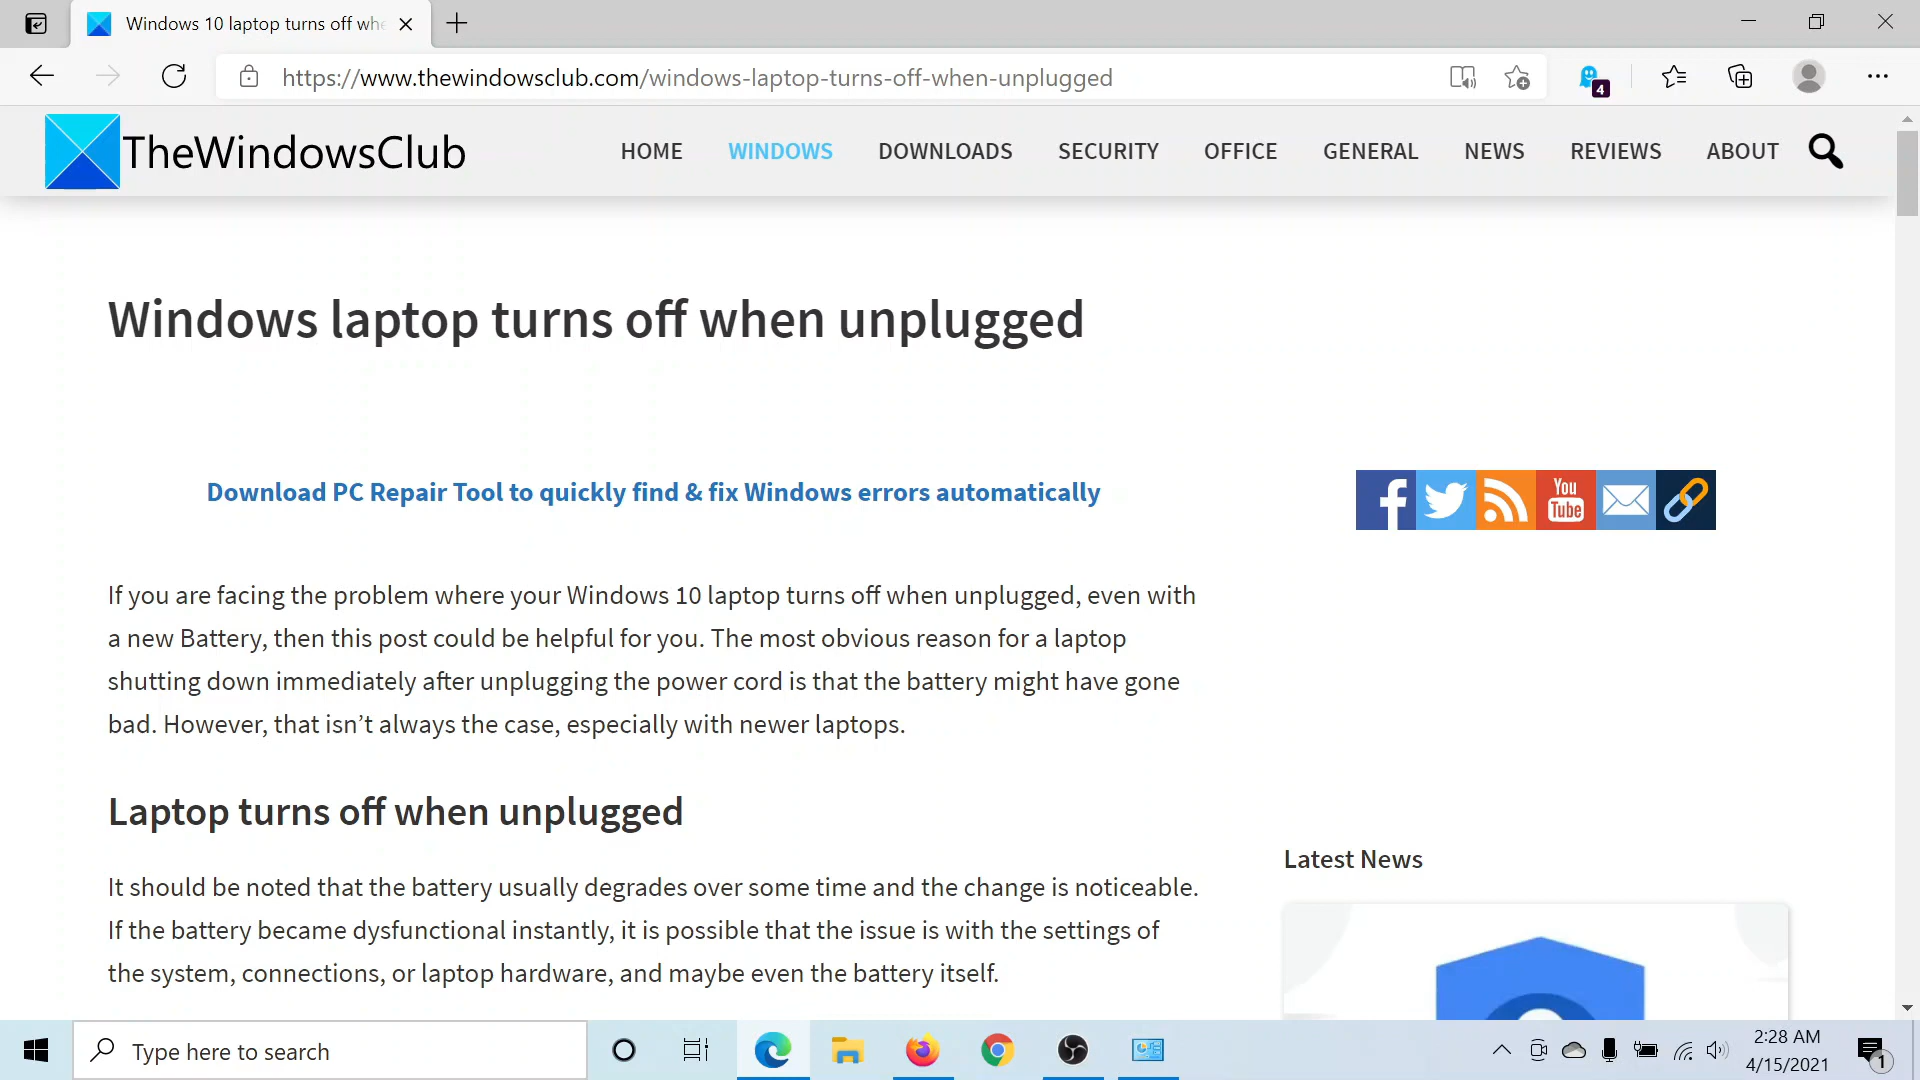 Windows 10 laptop turns off whe
https://www.thewindowsclub.com/windows-laptop-turns-off-when-unplugged
4
TheWindowsClub
HOME WINDOWS DOWNLOADS SECURITY OFFICE GENERAL NEWS REVIEWS ABOUT
Windows laptop turns off when unplugged
Download PC Repair Tool to quickly find & fix Windows errors automatically
You
Tube
If you are facing the problem where your Windows 10 laptop turns off when unplugged, even with
a new Battery, then this post could be helpful for you. The most obvious reason for a laptop
shutting down immediately after unplugging the power cord is that the battery might have gone
bad. However, that isn’t always the case, especially with newer laptops.
Laptop turns off when unplugged
It should be noted that the battery usually degrades over some time and the change is noticeable.
If the battery became dysfunctional instantly, it is possible that the issue is with the settings of
the system, connections, or laptop hardware, and maybe even the battery itself.
Latest News
Type here to search
2:28 AM
4/15/2021
1